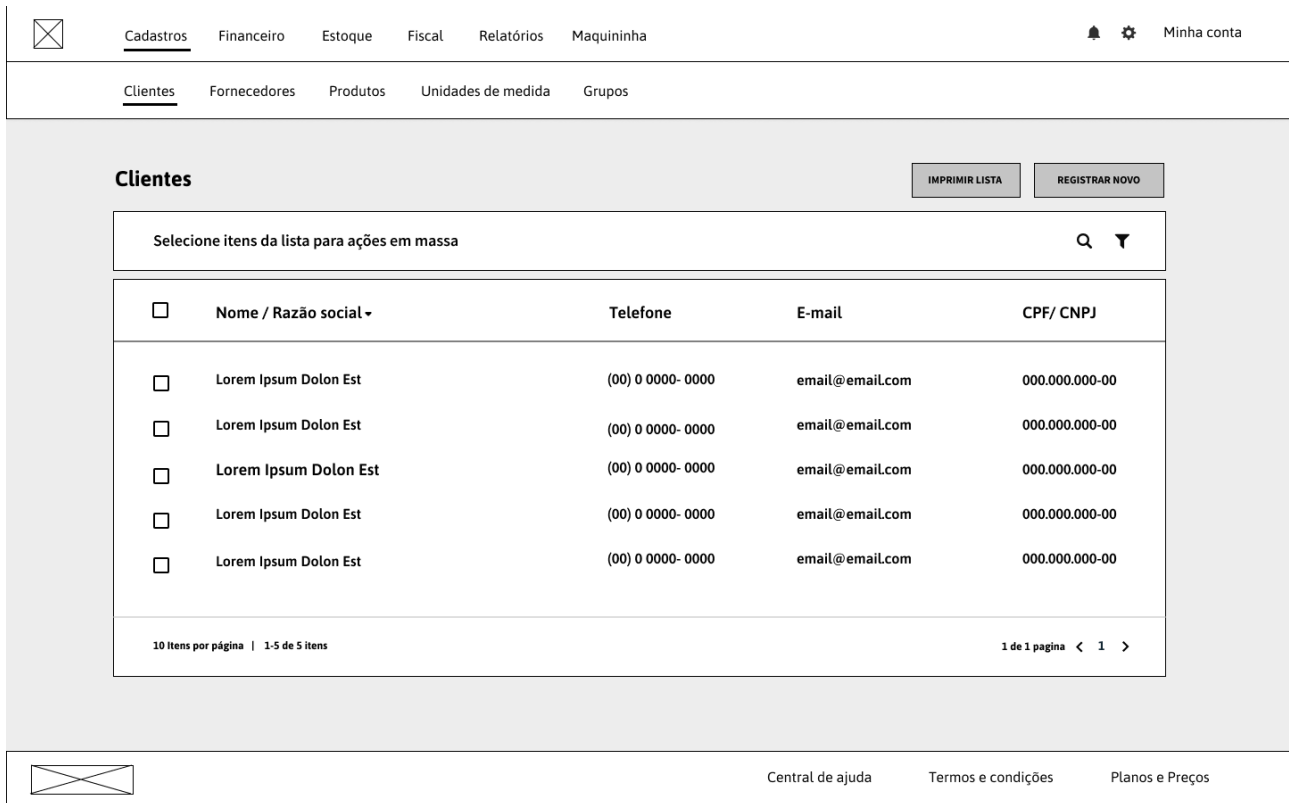 Cadastros Financeiro Estoque Fiscal Relatórios Maquininha Minha conta
Clientes Fornecedores Produtos Unidades de medida Grupos
Clientes IMPRIMIR LISTA REGISTRAR NOVO
Selecione itens da lista para ações em massa
Nome / Razão social Telefone E-mail CPF/ CNPJ
Lorem Ipsum Dolon Est (00) 0 0000- 0000 email@email.com 000.000.000-00
Lorem Ipsum Dolon Est (00) 0 0000- 0000 email@email.com 000.000.000-00
Lorem Ipsum Dolon Est (00) 0 0000- 0000 email@email.com 000.000.000-00
Lorem Ipsum Dolon Est (00) 0 0000- 0000 email@email.com 000.000.000-00
Lorem Ipsum Dolon Est (00) 0 0000- 0000 email@email.com 000.000.000-00
10 Itens por página | 1-5 de 5 itens 1 de 1 pagina < 1 >
Central de ajuda Termos e condições Planos e Preços